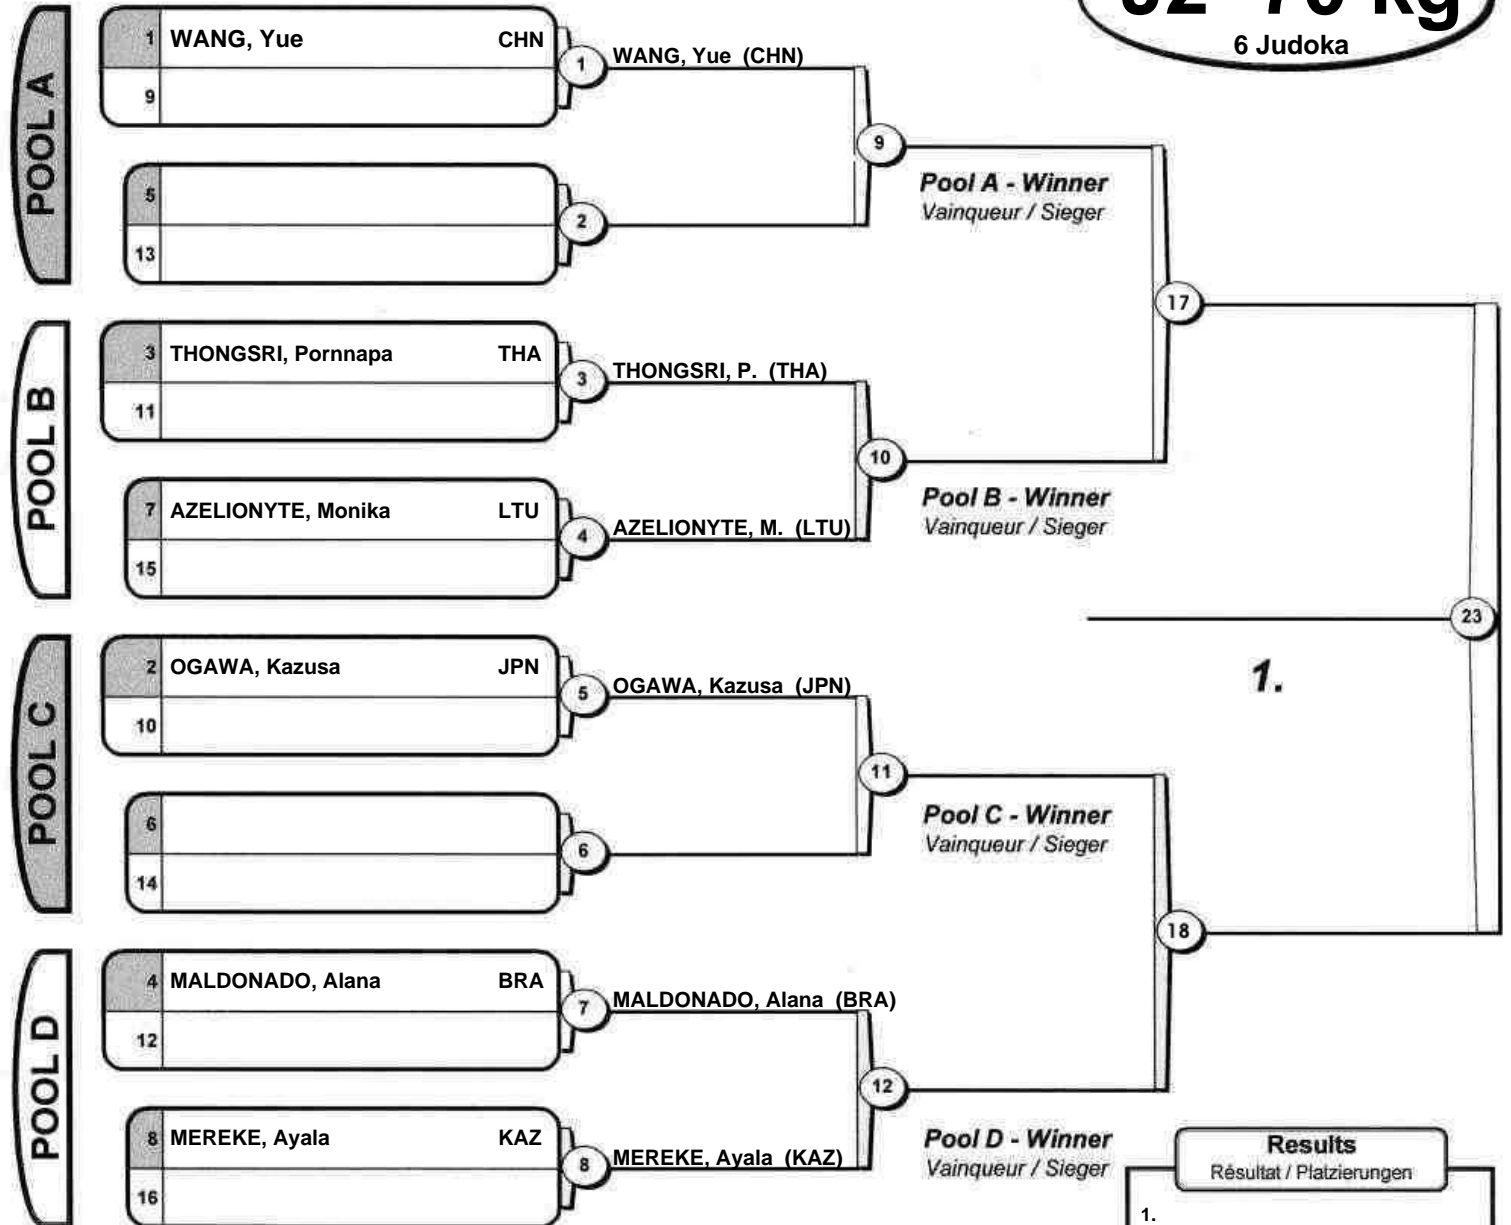 6 Judoka
POOL A
1 WANG, Yue CHN
9
1
WANG, Yue (CHN)
5
13
2
9
Pool A - Winner
Vainqueur / Sieger
POOL B
3 THONGSRI, Pornnapa THA
11
3
THONGSRI, P. (THA)
7 AZELIONYTE, Monika LTU
15
4
AZELIONYTE, M. (LTU)
10
Pool B - Winner
Vainqueur / Sieger
17
POOL C
2 OGAWA, Kazusa JPN
10
5
OGAWA, Kazusa (JPN)
6
14
6
11
Pool C - Winner
Vainqueur / Sieger
POOL D
4 MALDONADO, Alana BRA
12
7
MALDONADO, Alana (BRA)
8 MEREKE, Ayala KAZ
16
8
MEREKE, Ayala (KAZ)
12
Pool D - Winner
Vainqueur / Sieger
18
23
1.
Results
Résultat / Platzierungen
1.